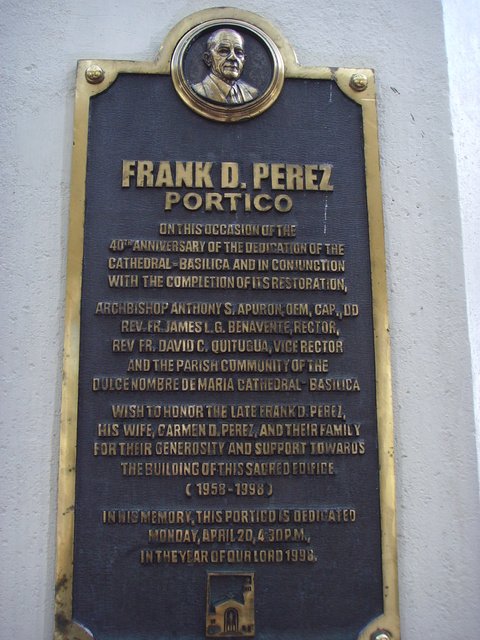 FRANK D. PEREZ
PORTICO
ON THIS OCCASION OF THE
40TH ANNIVERSARY OF THE DEDICATION OF THE
CATHEDRAL-BASILICA AND IN CONJUNCTION
WITH THE COMPLETION OF ITS RESTORATION,
ARCHBISHOP ANTHONY S. APURON, OFM, CAP., DD
REV. FR. JAMES L.G. BENAVENTE, RECTOR,
REV FR. DAVID C. QUITUGUA, VICE RECTOR
AND THE PARISH COMMUNITY OF THE
DULCE NOMBRE DE MARIA CATHEDRAL-BASILICA
WISH TO HONOR THE LATE FRANK D. PEREZ,
HIS WIFE, CARMEN D. PEREZ, AND THEIR FAMILY
FOR THEIR GENEROSITY AND SUPPORT TOWARDS
THE BUILDING OF THIS SACRED EDIFICE.
(1958-1998)
IN HIS MEMORY, THIS PORTICO IS DEDICATED
MONDAY, APRIL 20, 4:30 P.M.,
IN THE YEAR OF OUR LORD 1998.